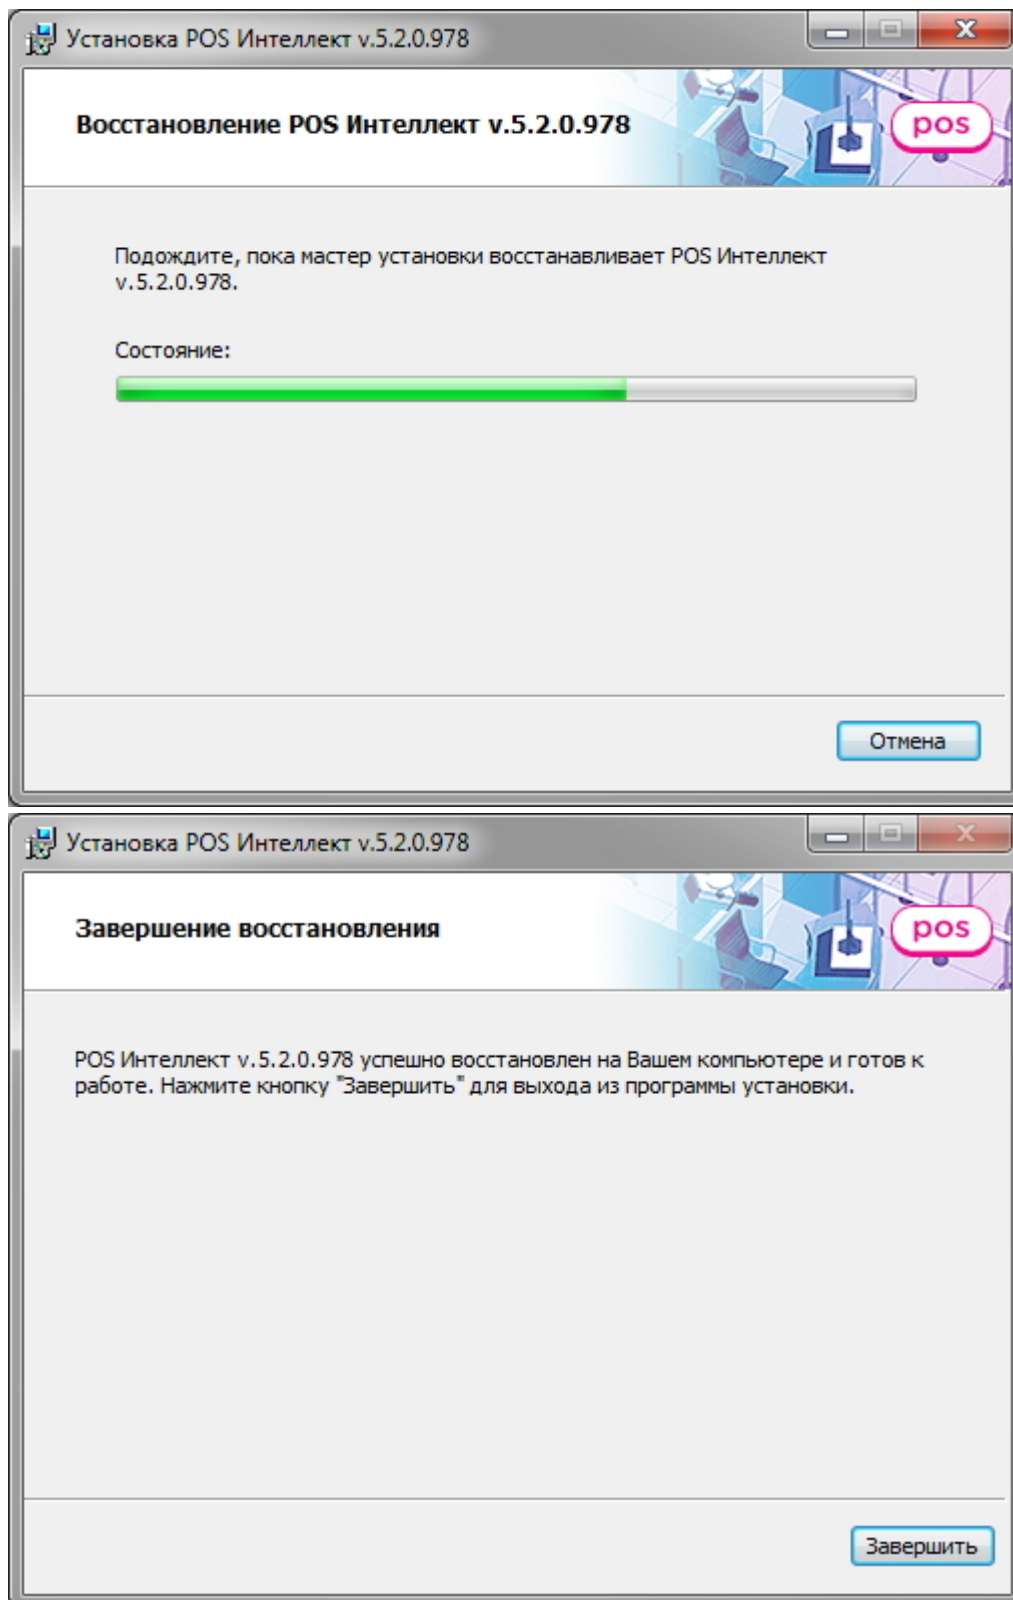 Установка POS Интеллект v.5.2.0.978
Восстановление POS Интеллект v.5.2.0.978
pos
Подождите, пока мастер установки восстанавливает POS Интеллект
v.5.2.0.978.
Состояние:
Отмена
Установка POS Интеллект v.5.2.0.978
Завершение восстановления
pos
POS Интеллект v.5.2.0.978 успешно восстановлен на Вашем компьютере и готов к
работе. Нажмите кнопку "Завершить" для выхода из программы установки.
Завершить